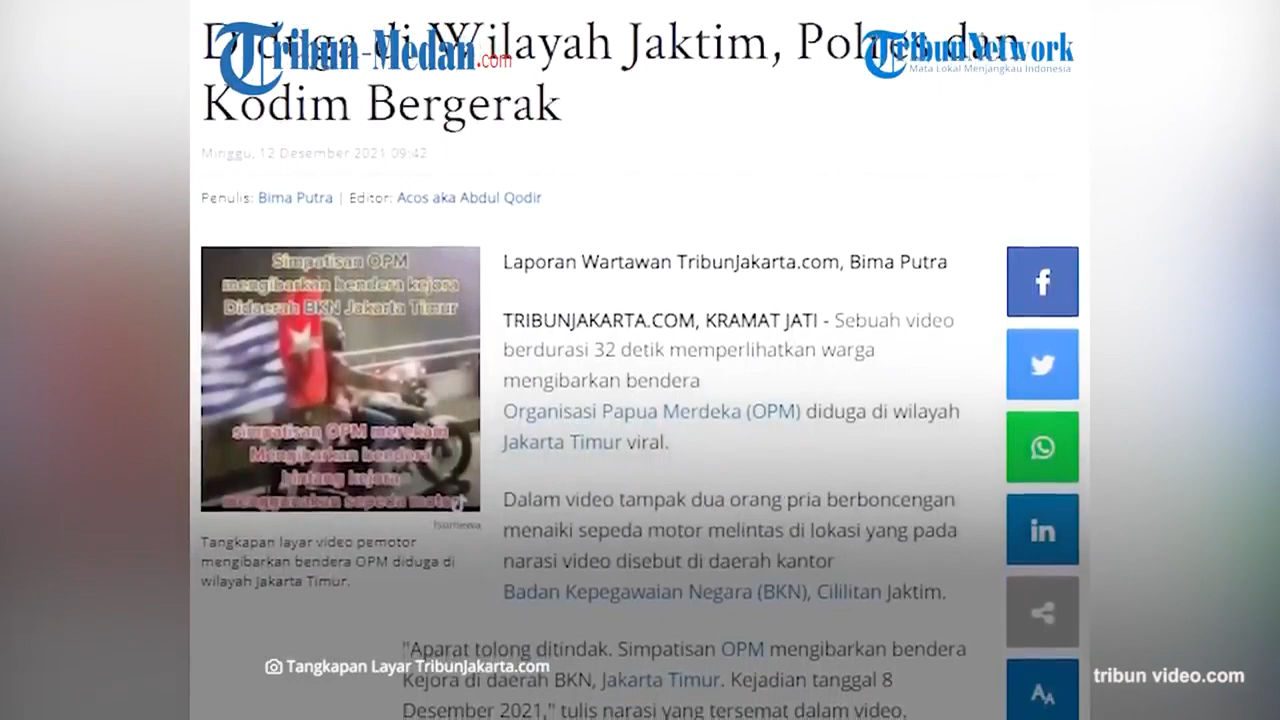 Diduga di Wilayah Jaktim, Polres dan
Kodim Bergerak
Tribun-Medan.com
Tribun Network
Mata Lokal Menjangkau Indonesia
Minggu, 12 Desember 2021 09:42
Penulis: Bima Putra | Editor: Acos aka Abdul Qodir
Simpatisan OPM
mengibarkan bendera kejora
Didaerah BKN Jakarta Timur
simpatisan OPM merekam
Mengibarkan bendera
bintang kejora
menggunakan sepeda motor
Isumewa
Tangkapan layar video pemotor
mengibarkan bendera OPM diduga di
wilayah Jakarta Timur.
Laporan Wartawan TribunJakarta.com, Bima Putra
TRIBUNJAKARTA.COM, KRAMAT JATI - Sebuah video
berdurasi 32 detik memperlihatkan warga
mengibarkan bendera
Organisasi Papua Merdeka (OPM) diduga di wilayah
Jakarta Timur viral.
Dalam video tampak dua orang pria berboncengan
menaiki sepeda motor melintas di lokasi yang pada
narasi video disebut di daerah kantor
Badan Kepegawaian Negara (BKN), Cililitan Jaktim.
"Aparat tolong ditindak. Simpatisan OPM mengibarkan bendera
Kejora di daerah BKN, Jakarta Timur. Kejadian tanggal 8
Desember 2021," tulis narasi yang tersemat dalam video.
Tangkapan Layar TribunJakarta.com
tribun video.com
f
in
AA